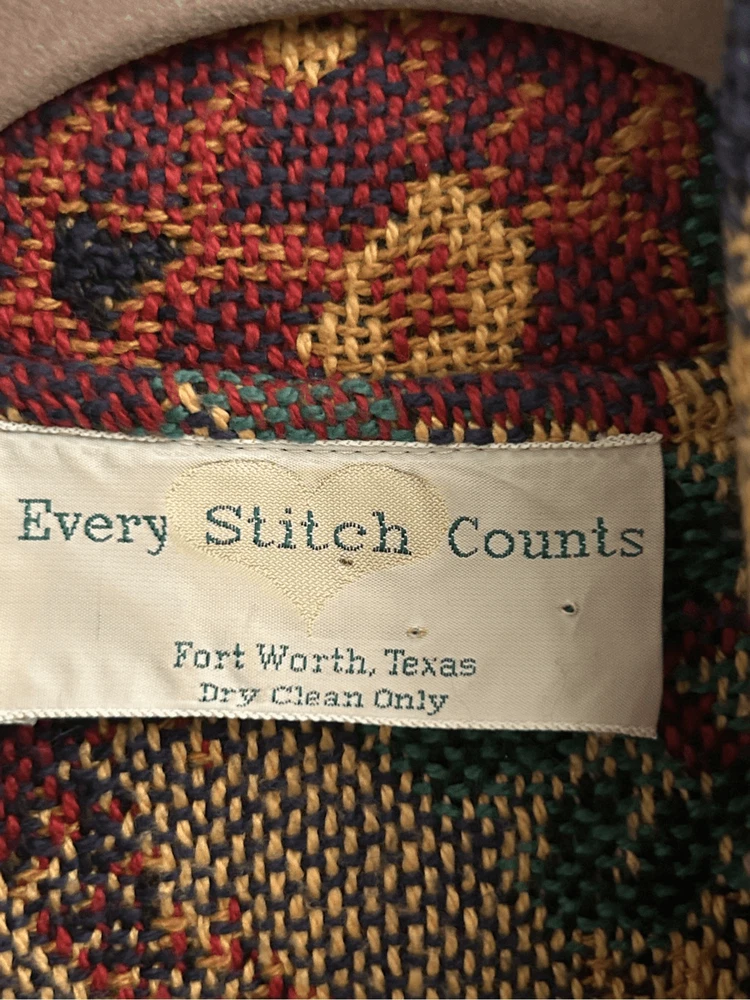 Every Stitch Counts
Fort Worth, Texas
Dry Clean Only